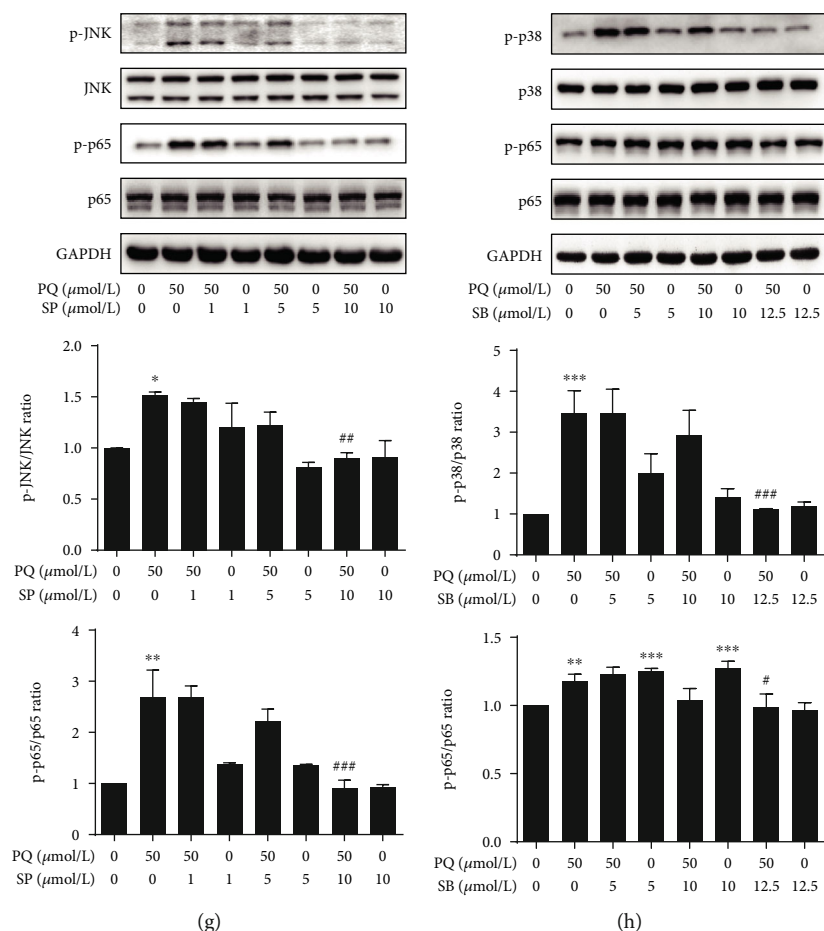 p-JNK
JNK
p-p65
p65
GAPDH
PQ (μmol/L) 0 50 50 0 50 0 50 0
SP (μmol/L) 0 0 1 1 5 5 10 10
2.0
1.5
1.0
0.5
0.0
p-JNK/JNK ratio
*
##
PQ (μmol/L) 0 50 50 0 50 0 50 0
SP (μmol/L) 0 0 1 1 5 5 10 10
4
3
2
1
0
p-p65/p65 ratio
**
###
PQ (μmol/L) 0 50 50 0 50 0 50 0
SP (μmol/L) 0 0 1 1 5 5 10 10
(g)
p-p38
p38
p-p65
p65
GAPDH
PQ (μmol/L) 0 50 50 0 50 0 50 0
SB (μmol/L) 0 0 5 5 10 10 12.5 12.5
5
4
3
2
1
0
p-p38/p38 ratio
***
###
PQ (μmol/L) 0 50 50 0 50 0 50 0
SB (μmol/L) 0 0 5 5 10 10 12.5 12.5
1.5
1.0
0.5
0.0
p-p65/p65 ratio
** *** *** #
PQ (μmol/L) 0 50 50 0 50 0 50 0
SB (μmol/L) 0 0 5 5 10 10 12.5 12.5
(h)